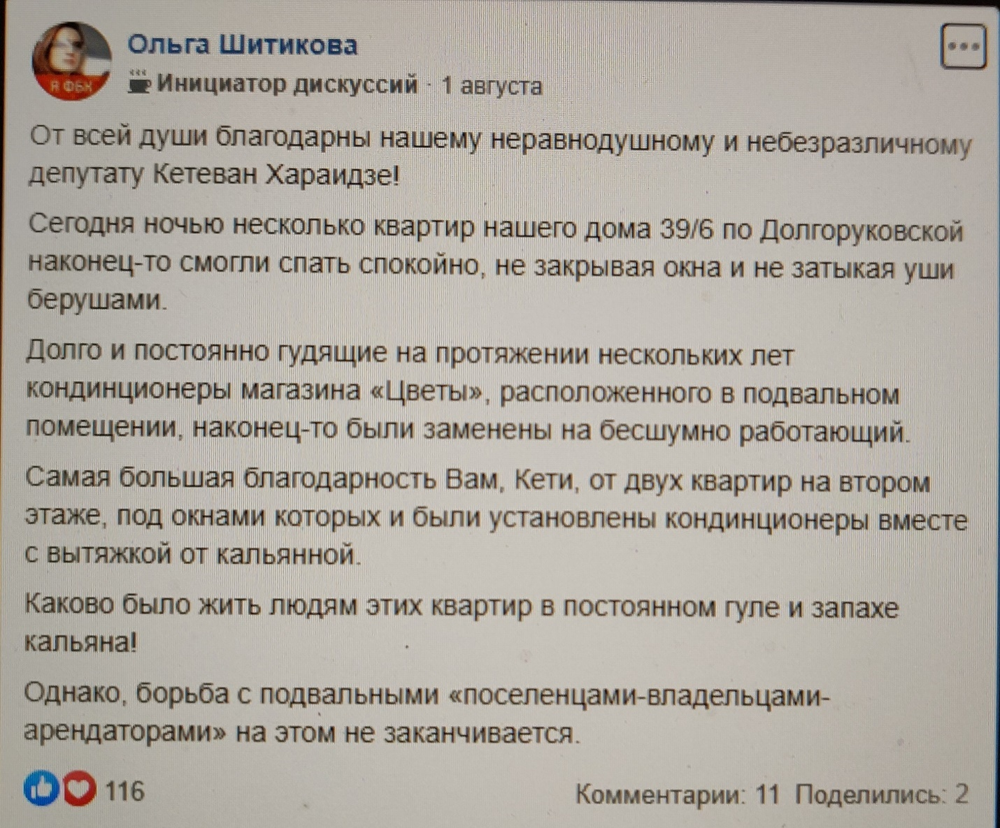 Ольга Шитикова
Инициатор дискуссий · 1 августа
Я ФБК
От всей души благодарны нашему неравнодушному и небезразличному
депутату Кетеван Хараидзе!
Сегодня ночью несколько квартир нашего дома 39/6 по Долгоруковской
наконец-то смогли спать спокойно, не закрывая окна и не затыкая уши
берушами.
Долго и постоянно гудящие на протяжении нескольких лет
кондинционеры магазина «Цветы», расположенного в подвальном
помещении, наконец-то были заменены на бесшумно работающий.
Самая большая благодарность Вам, Кети, от двух квартир на втором
этаже, под окнами которых и были установлены кондинционеры вместе
с вытяжкой от кальянной.
Каково было жить людям этих квартир в постоянном гуле и запахе
кальяна!
Однако, борьба с подвальными «поселенцами-владельцами-
арендаторами» на этом не заканчивается.
116
Комментарии: 11 Поделились: 2